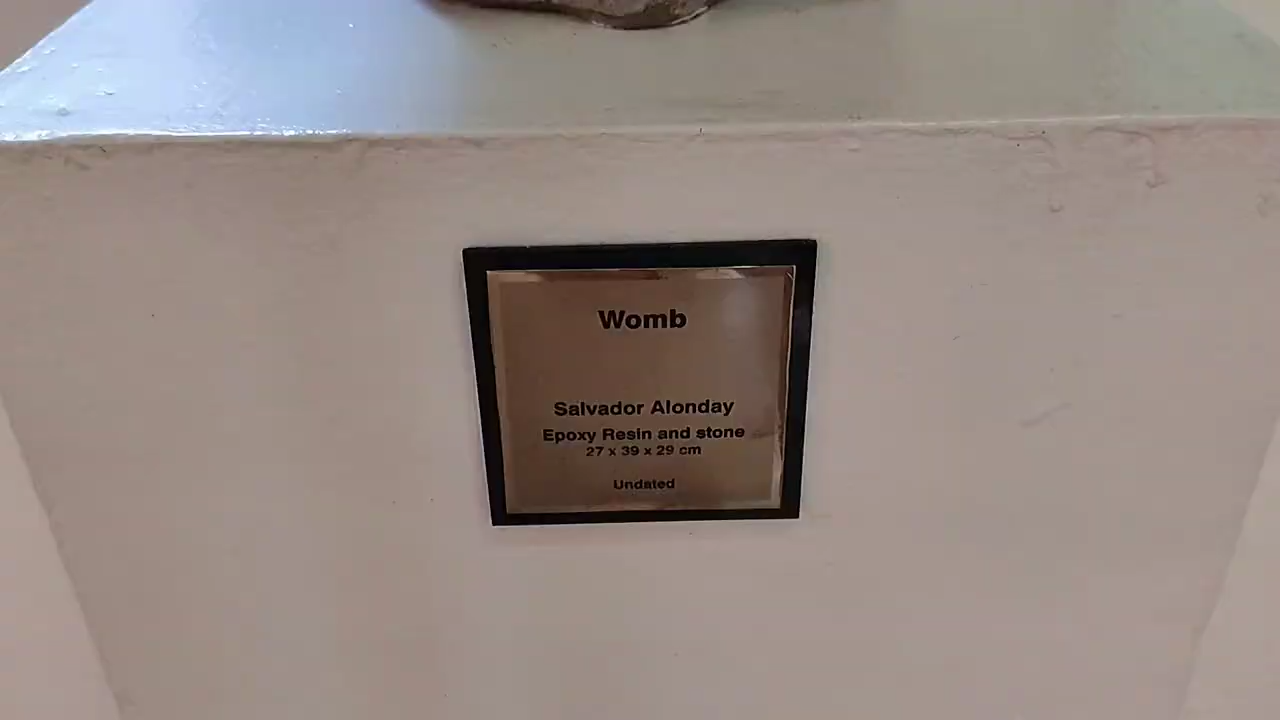 Womb
Salvador Alonday
Epoxy Resin and stone
27 x 39 x 29 cm
Undated